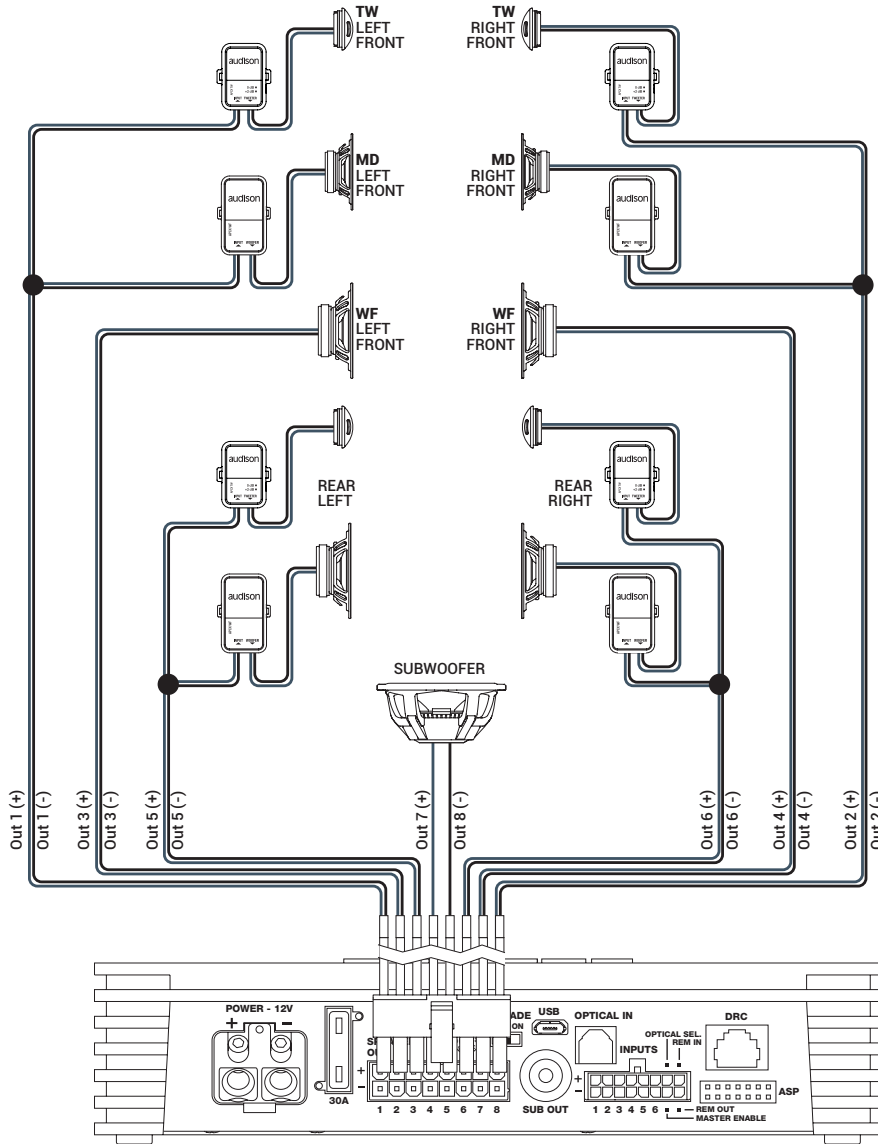 TW
LEFT
FRONT
TW
RIGHT
FRONT
audison
audison
MD
LEFT
FRONT
MD
RIGHT
FRONT
audison
audison
WF
LEFT
FRONT
WF
RIGHT
FRONT
audison
audison
REAR
LEFT
REAR
RIGHT
audison
audison
SUBWOOFER
Out 1 (+)
Out 1 (-)
Out 3 (+)
Out 3 (-)
Out 5 (+)
Out 5 (-)
Out 7 (+)
Out 8 (-)
Out 6 (+)
Out 6 (-)
Out 4 (+)
Out 4 (-)
Out 2 (+)
Out 2 (-)
POWER - 12V
+ -
30A
+
-
1 2 3 4 5 6 7 8
ON
USB
SUB OUT
OPTICAL IN
INPUTS
+
-
1 2 3 4 5 6
OPTICAL SEL.
REM IN
DRC
ASP
REM OUT
MASTER ENABLE